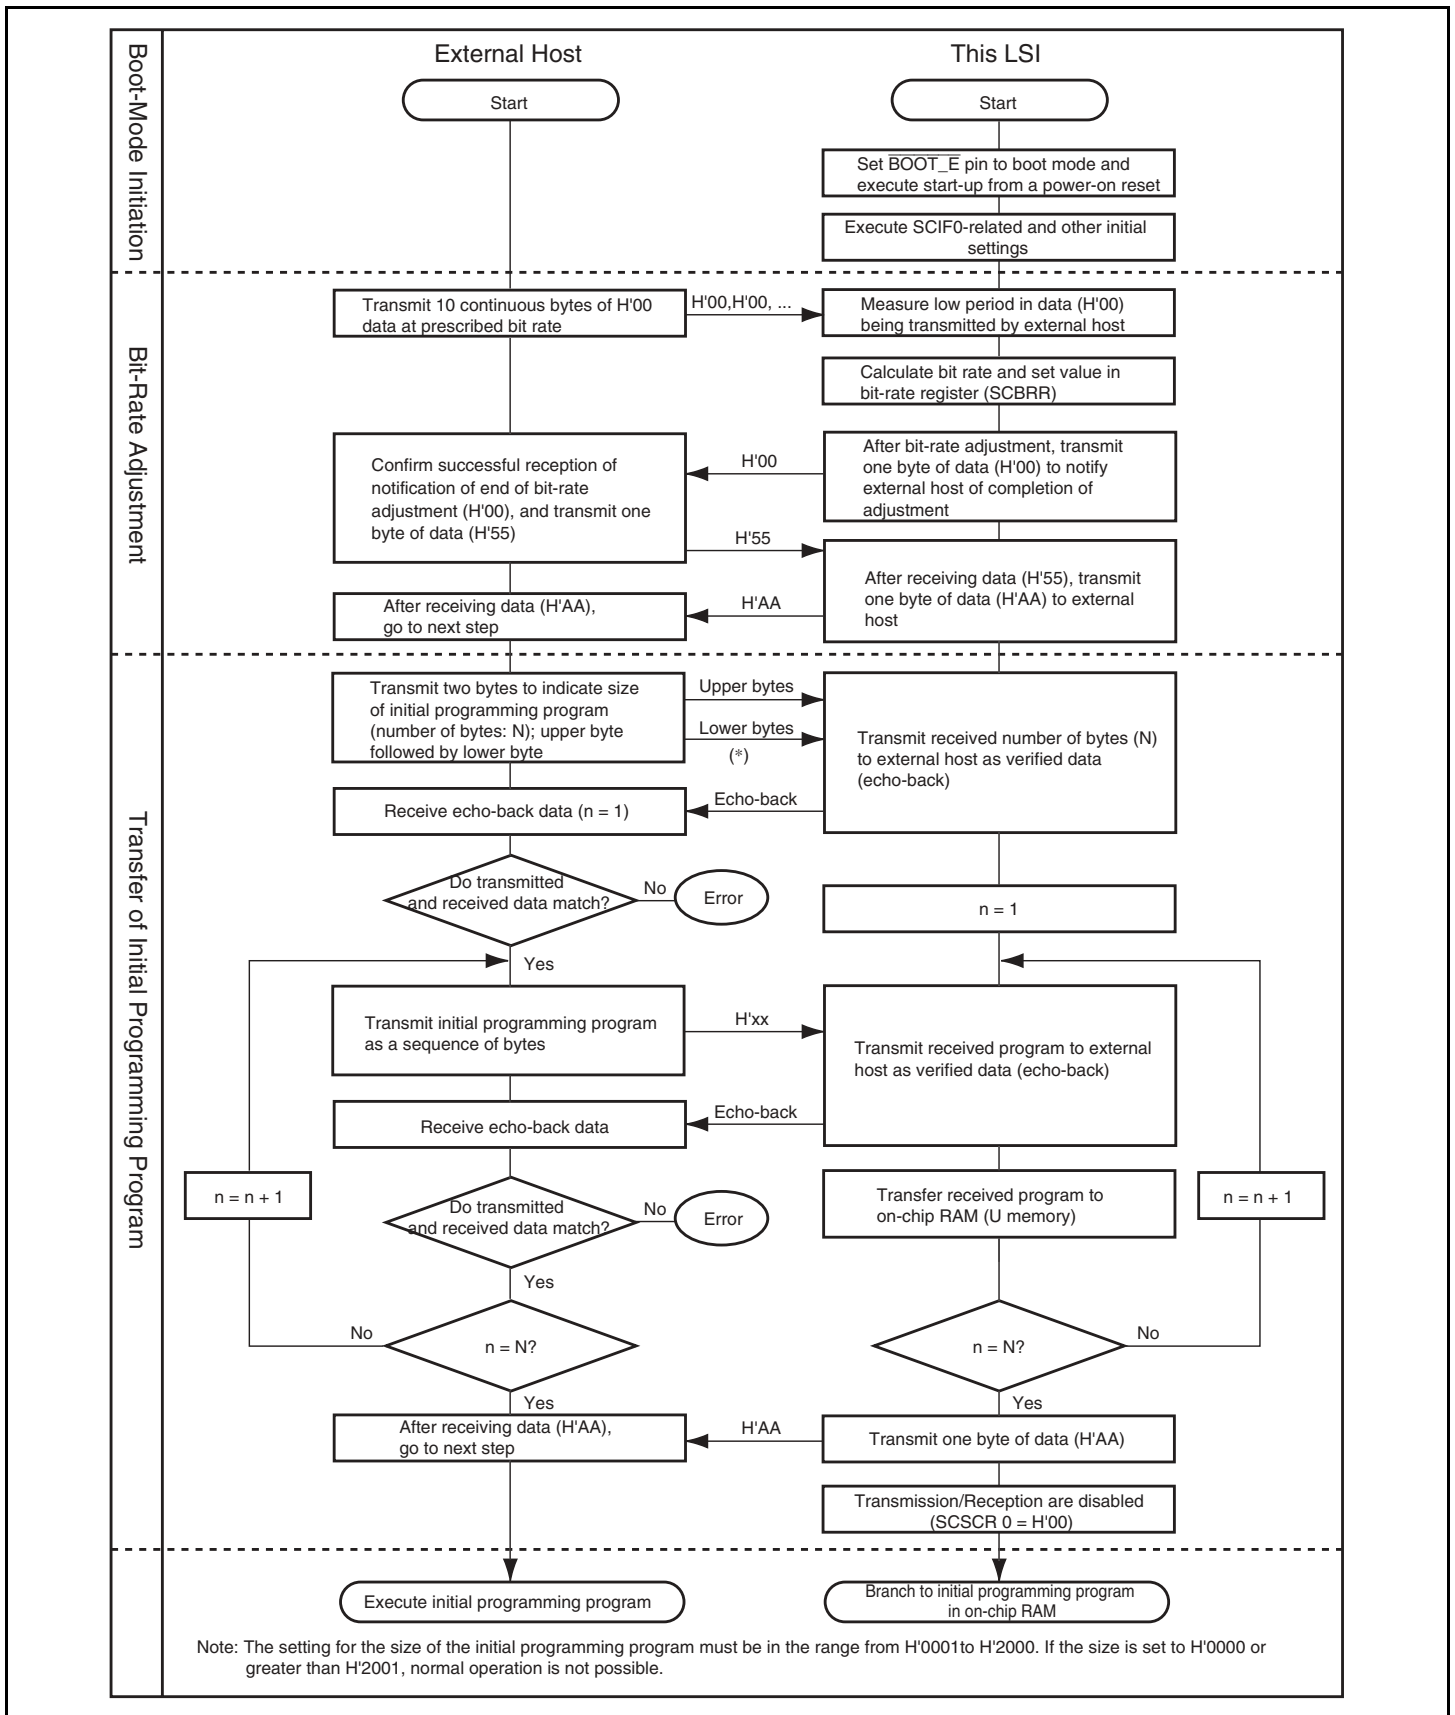 External Host
This LSI
Boot-Mode Initiation
Start
Start
Set BOOT_E pin to boot mode and
execute start-up from a power-on reset
Execute SCIF0-related and other initial
settings
Bit-Rate Adjustment
Transmit 10 continuous bytes of H'00
data at prescribed bit rate
H'00,H'00, ...
Measure low period in data (H'00)
being transmitted by external host
Calculate bit rate and set value in
bit-rate register (SCBRR)
Confirm successful reception of
notification of end of bit-rate
adjustment (H'00), and transmit one
byte of data (H'55)
H'00
After bit-rate adjustment, transmit
one byte of data (H'00) to notify
external host of completion of
adjustment
H'55
After receiving data (H'55), transmit
one byte of data (H'AA) to external
host
After receiving data (H'AA),
go to next step
H'AA
Transfer of Initial Programming Program
Transmit two bytes to indicate size
of initial programming program
(number of bytes: N); upper byte
followed by lower byte
Upper bytes
Lower bytes
(*)
Transmit received number of bytes (N)
to external host as verified data
(echo-back)
Receive echo-back data (n = 1)
Echo-back
Do transmitted
and received data match?
No
Error
n = 1
Yes
Transmit initial programming program
as a sequence of bytes
H'xx
Transmit received program to external
host as verified data (echo-back)
Receive echo-back data
Echo-back
n = n + 1
Do transmitted
and received data match?
No
Error
Transfer received program to
on-chip RAM (U memory)
n = n + 1
Yes
No
n = N?
n = N?
No
Yes
Yes
After receiving data (H'AA),
go to next step
H'AA
Transmit one byte of data (H'AA)
Transmission/Reception are disabled
(SCSCR 0 = H'00)
Execute initial programming program
Branch to initial programming program
in on-chip RAM
Note: The setting for the size of the initial programming program must be in the range from H'0001to H'2000. If the size is set to H'0000 or
greater than H'2001, normal operation is not possible.